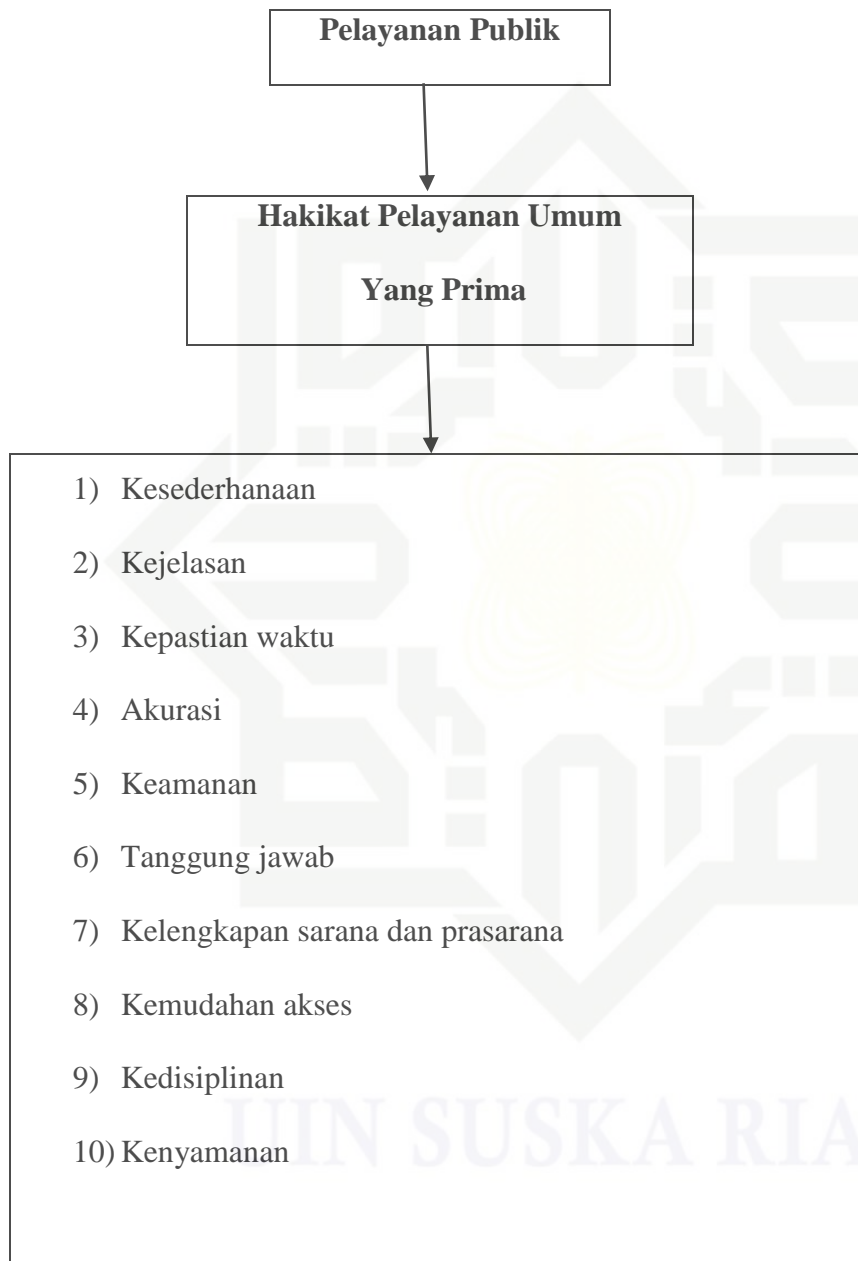 Pelayanan Publik
Hakikat Pelayanan Umum
Yang Prima
1) Kesederhanaan
2) Kejelasan
3) Kepastian waktu
4) Akurasi
5) Keamanan
6) Tanggung jawab
7) Kelengkapan sarana dan prasarana
8) Kemudahan akses
9) Kedisiplinan
10) Kenyamanan
UIN SUSKA RIA